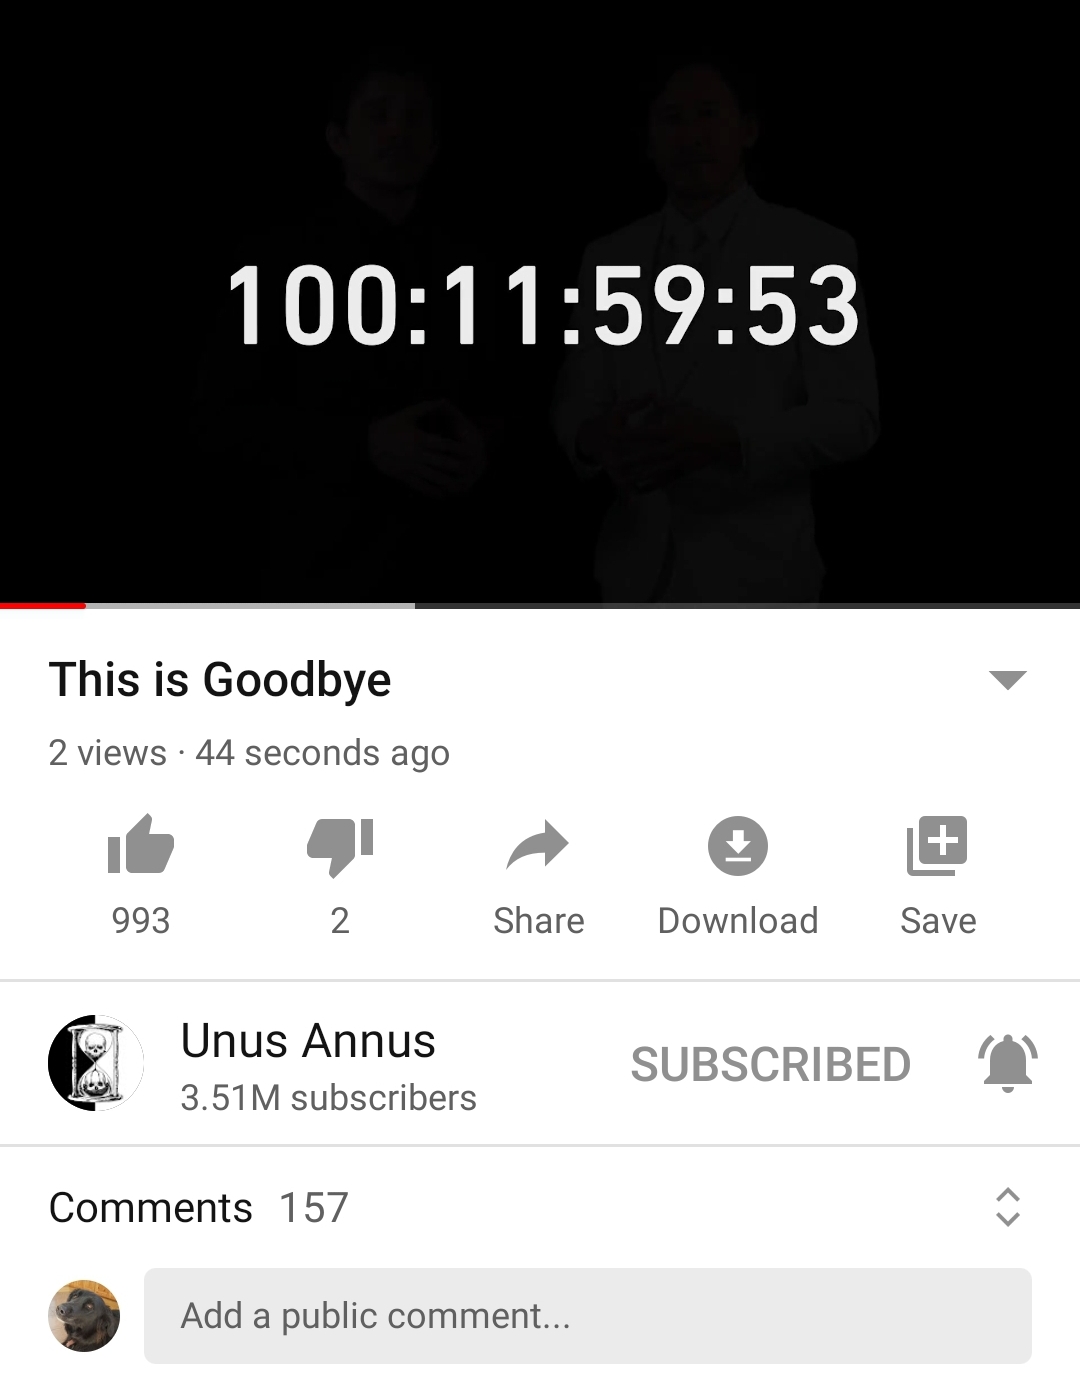 100:11:59:53
This is Goodbye
2 views · 44 seconds ago
993
2
Share
Download
Save
Unus Annus
3.51M subscribers
SUBSCRIBED
Comments 157
Add a public comment...